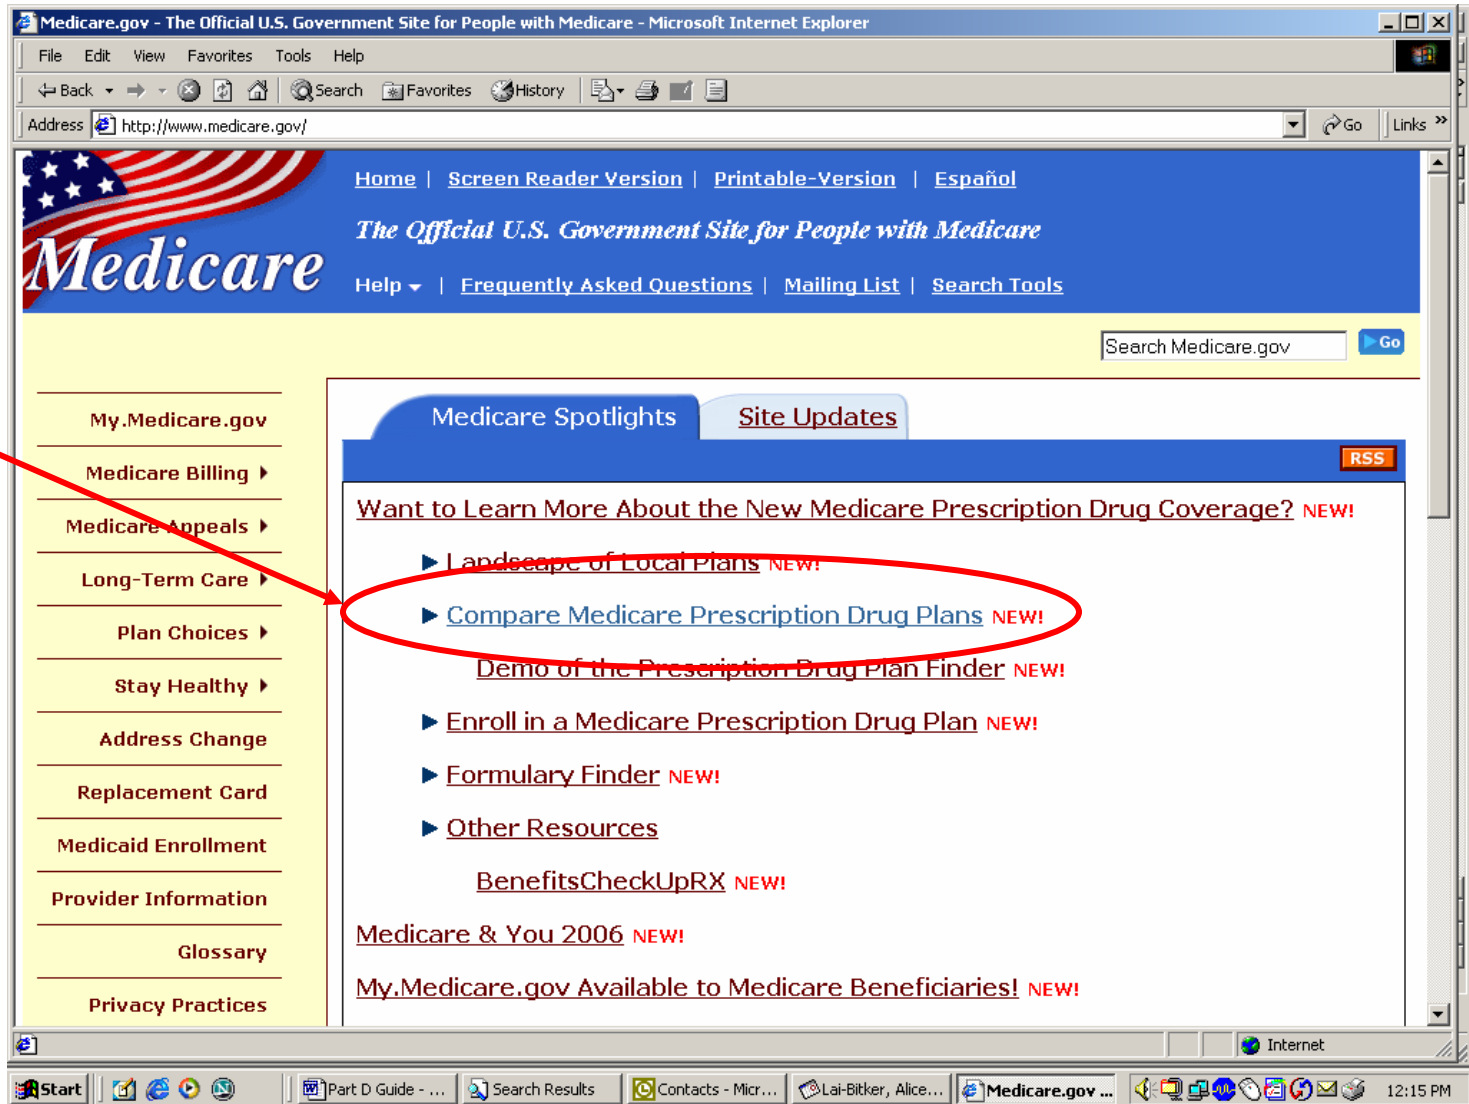 Medicare.gov - The Official U.S. Government Site for People with Medicare - Microsoft Internet Explorer
File Edit View Favorites Tools Help
Back Search Favorites History
Address http://www.medicare.gov/ Go Links »
Home | Screen Reader Version | Printable-Version | Español
The Official U.S. Government Site for People with Medicare
Medicare
Help | Frequently Asked Questions | Mailing List | Search Tools
Search Medicare.gov Go
My.Medicare.gov
Medicare Billing
Medicare Appeals
Long-Term Care
Plan Choices
Stay Healthy
Address Change
Replacement Card
Medicaid Enrollment
Provider Information
Glossary
Privacy Practices
Medicare Spotlights Site Updates
RSS
Want to Learn More About the New Medicare Prescription Drug Coverage? NEW!
Landscape of Local Plans NEW!
Compare Medicare Prescription Drug Plans NEW!
Demo of the Prescription Drug Plan Finder NEW!
Enroll in a Medicare Prescription Drug Plan NEW!
Formulary Finder NEW!
Other Resources
BenefitsCheckUpRX NEW!
Medicare & You 2006 NEW!
My.Medicare.gov Available to Medicare Beneficiaries! NEW!
Internet
Start Part D Guide - ... Search Results Contacts - Micr... Lai-Bitker, Alice... Medicare.gov ... 12:15 PM